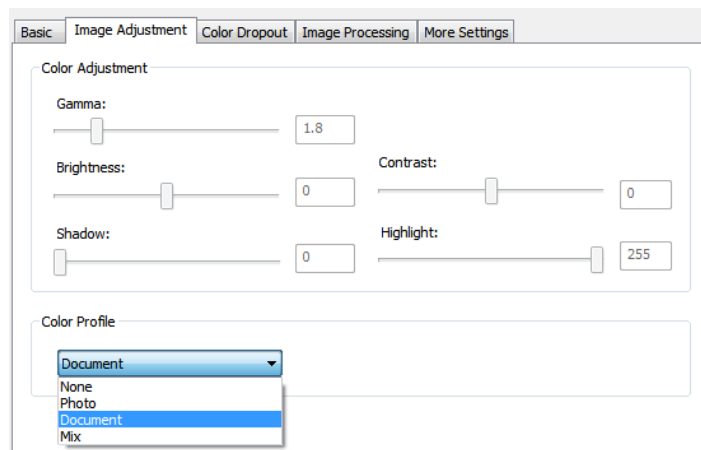 Basic Image Adjustment Color Dropout Image Processing More Settings
Color Adjustment
Gamma:
1.8
Brightness:
0
Contrast:
0
Shadow:
0
Highlight:
255
Color Profile
Document
None
Photo
Document
Mix